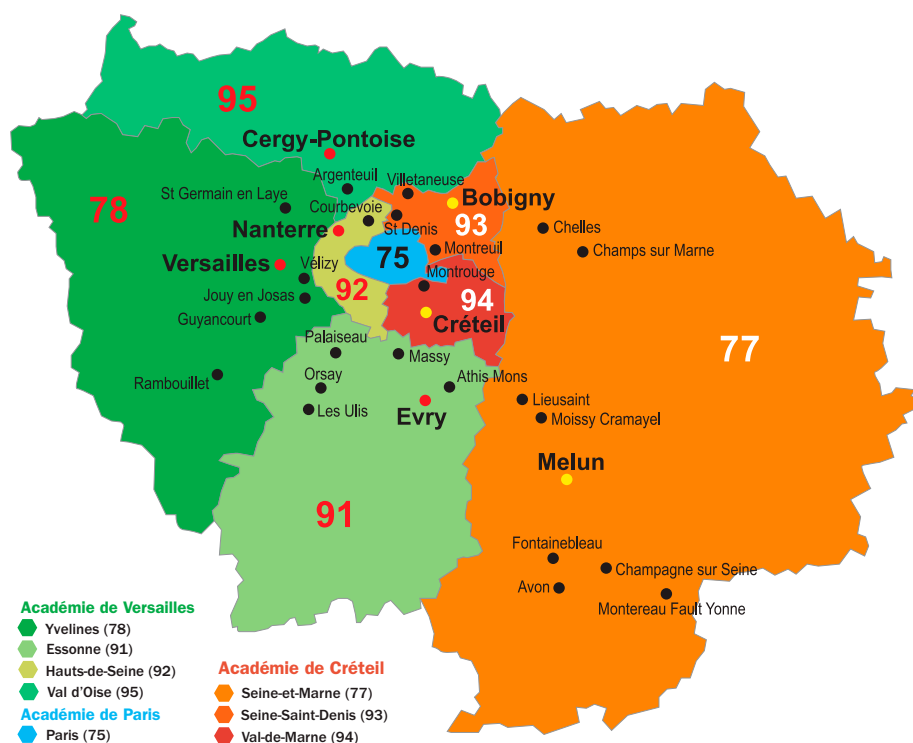 95
Cergy-Pontoise
Argenteuil
Villetaneuse
St Germain en Laye
78
Courbevoie
Bobigny
St Denis
93
Nanterre
Chelles
Montreuil
Champs sur Marne
75
Versailles
Vélizy
Montrouge
92
94
Jouy en Josas
Guyancourt
Créteil
Palaiseau
77
Massy
Rambouillet
Orsay
Athis Mons
Les Ulis
Evry
Lieusaint
Moissy Cramayel
Melun
91
Fontainebleau
Champagne sur Seine
Avon
Montereau Fault Yonne
Académie de Versailles
Yvelines (78)
Essonne (91)
Hauts-de-Seine (92)
Val d'Oise (95)
Académie de Paris
Paris (75)
Académie de Créteil
Seine-et-Marne (77)
Seine-Saint-Denis (93)
Val-de-Marne (94)